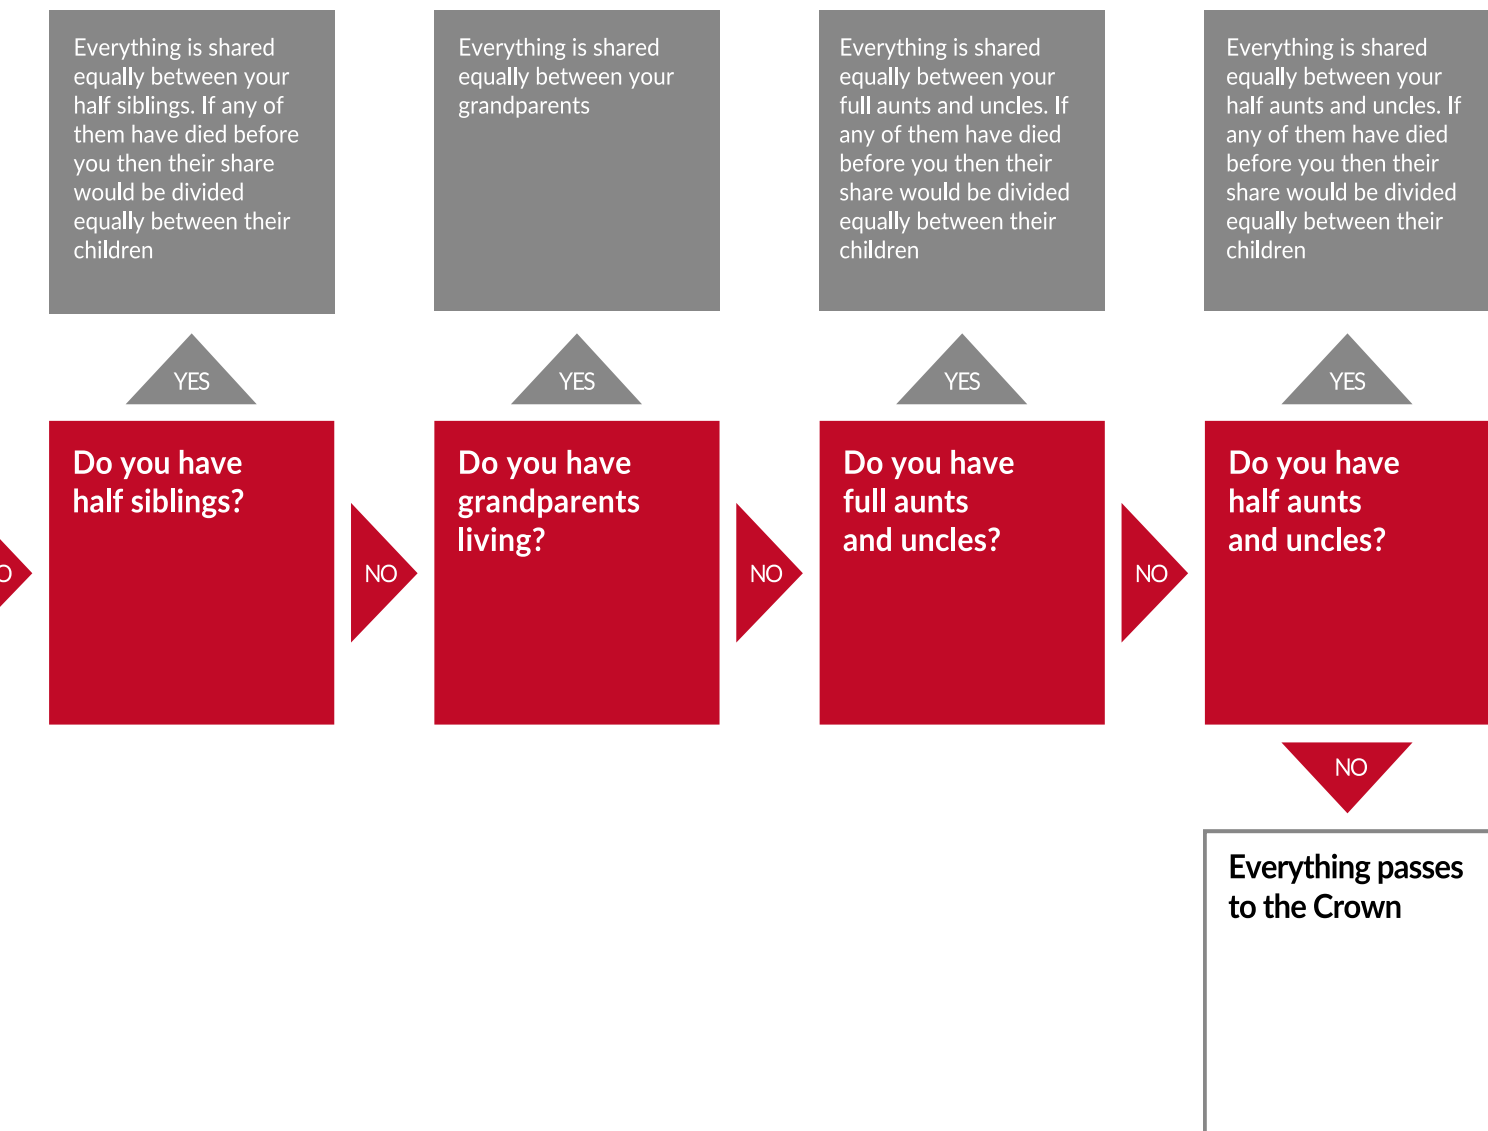 Everything is shared
equally between your
half siblings. If any of
them have died before
you then their share
would be divided
equally between their
children
Everything is shared
equally between your
grandparents
Everything is shared
equally between your
full aunts and uncles. If
any of them have died
before you then their
share would be divided
equally between their
children
Everything is shared
equally between your
half aunts and uncles. If
any of them have died
before you then their
share would be divided
equally between their
children
YES
YES
YES
YES
Do you have
half siblings?
NO
Do you have
grandparents
living?
NO
Do you have
full aunts
and uncles?
NO
Do you have
half aunts
and uncles?
NO
Everything passes
to the Crown